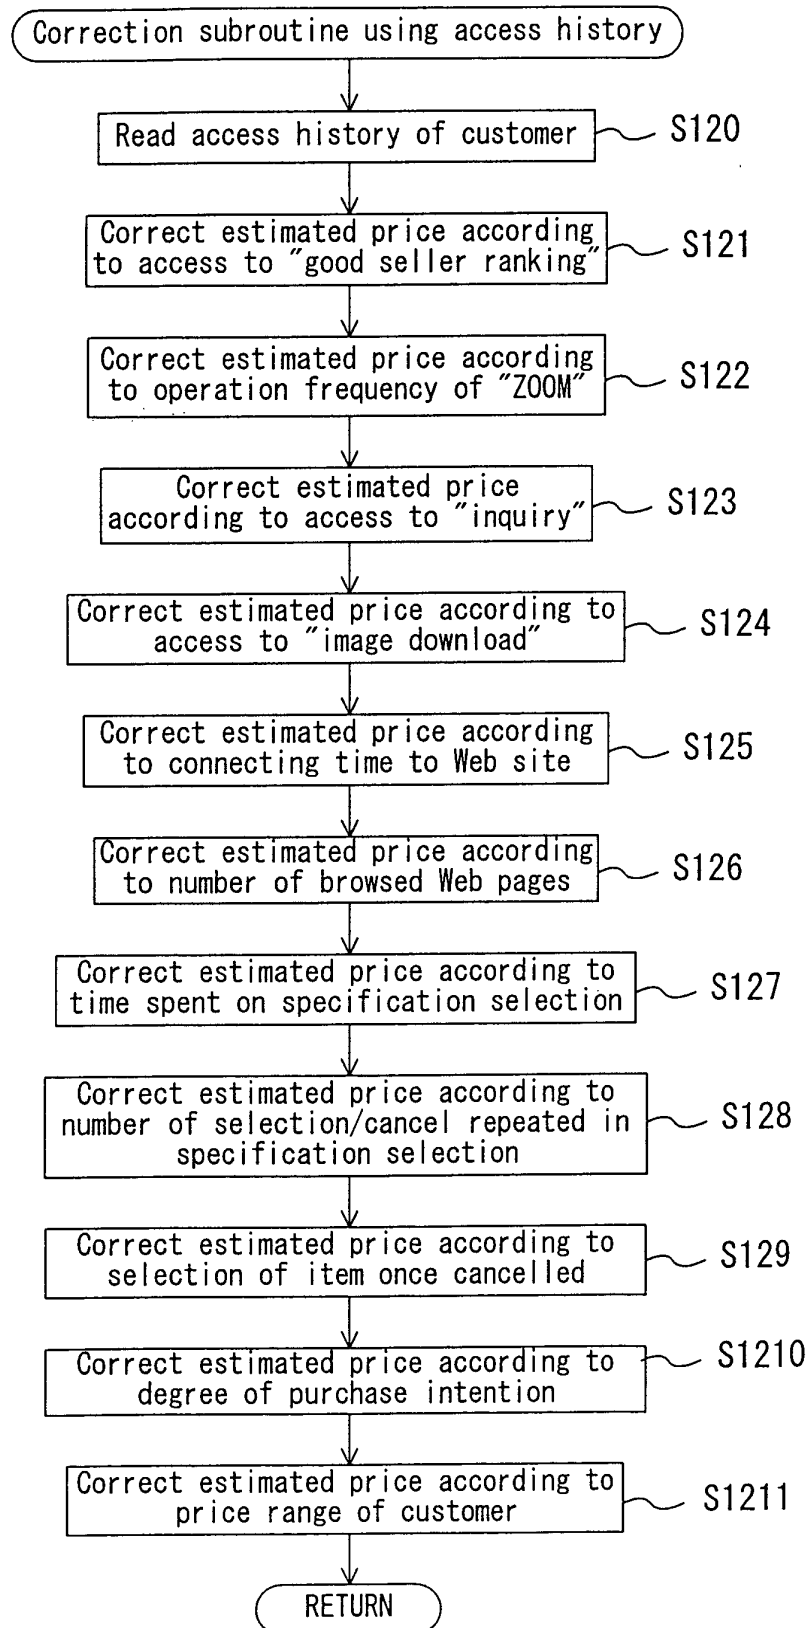 Correction subroutine using access history
Read access history of customer
S120
Correct estimated price according
to access to "good seller ranking"
S121
Correct estimated price according
to operation frequency of "ZOOM"
S122
Correct estimated price
according to access to "inquiry"
S123
Correct estimated price according to
access to "image download"
S124
Correct estimated price according
to connecting time to Web site
S125
Correct estimated price according
to number of browsed Web pages
S126
Correct estimated price according to
time spent on specification selection
S127
Correct estimated price according to
number of selection/cancel repeated in
specification selection
S128
Correct estimated price according to
selection of item once cancelled
S129
Correct estimated price according to
degree of purchase intention
S1210
Correct estimated price according to
price range of customer
S1211
RETURN